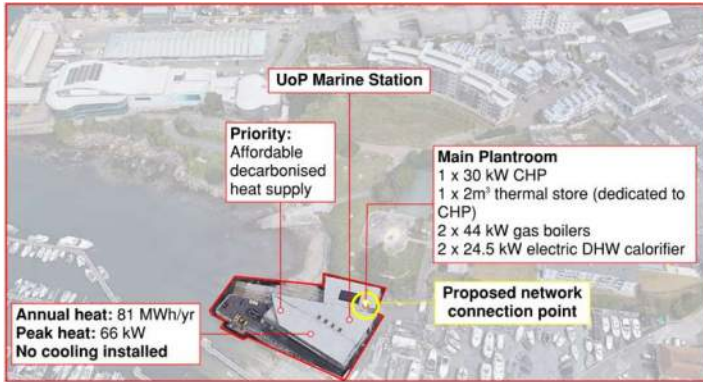 UoP Marine Station
Priority:
Affordable
decarbonised
heat supply
Main Plantroom
1 x 30 kW CHP
1 x 2m³ thermal store (dedicated to
CHP)
2 x 44 kW gas boilers
2 x 24.5 kW electric DHW calorifier
Annual heat: 81 MWh/yr
Peak heat: 66 kW
No cooling installed
Proposed network
connection point